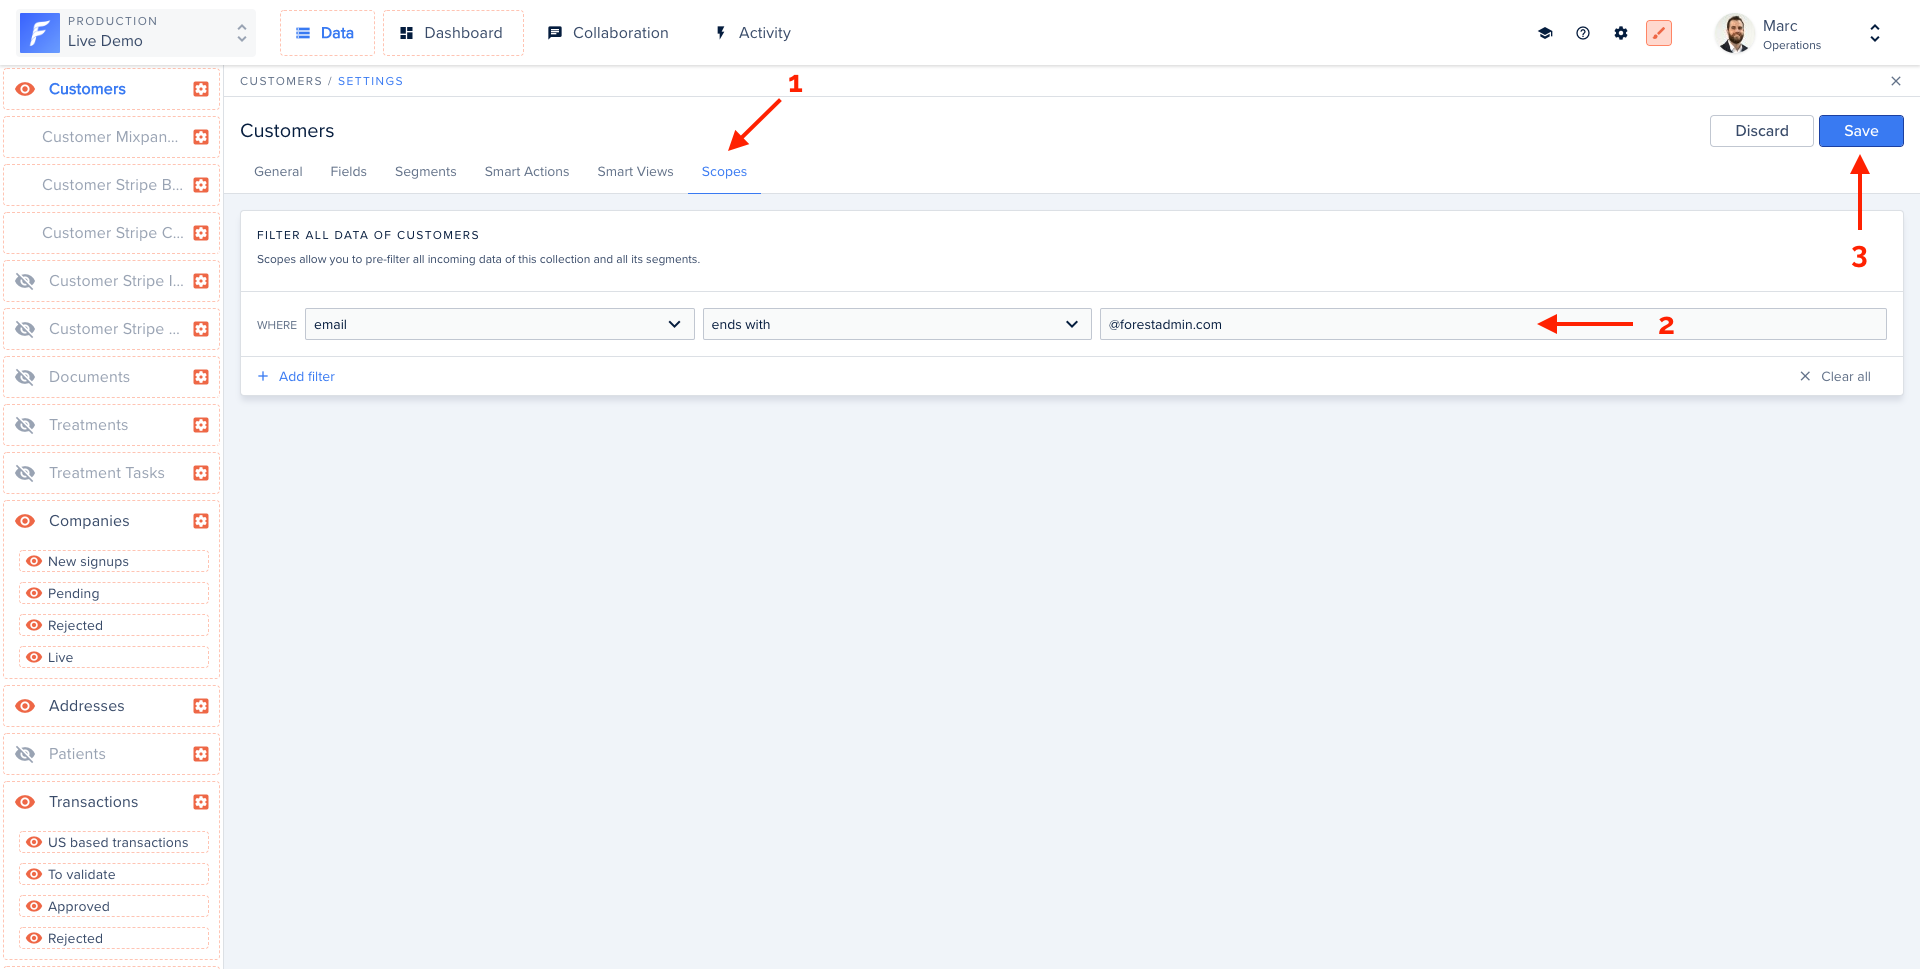 PRODUCTION
Live Demo
Data
Dashboard
Collaboration
Activity
Marc
Operations
Customers
Customer Mixpan...
Customer Stripe B...
Customer Stripe C...
Customer Stripe I...
Customer Stripe ...
Documents
Treatments
Treatment Tasks
Companies
New signups
Pending
Rejected
Live
Addresses
Patients
Transactions
US based transactions
To validate
Approved
Rejected
CUSTOMERS / SETTINGS
1
Customers
Discard
Save
General
Fields
Segments
Smart Actions
Smart Views
Scopes
3
FILTER ALL DATA OF CUSTOMERS
Scopes allow you to pre-filter all incoming data of this collection and all its segments.
WHERE
email
ends with
@forestadmin.com
2
+ Add filter
Clear all